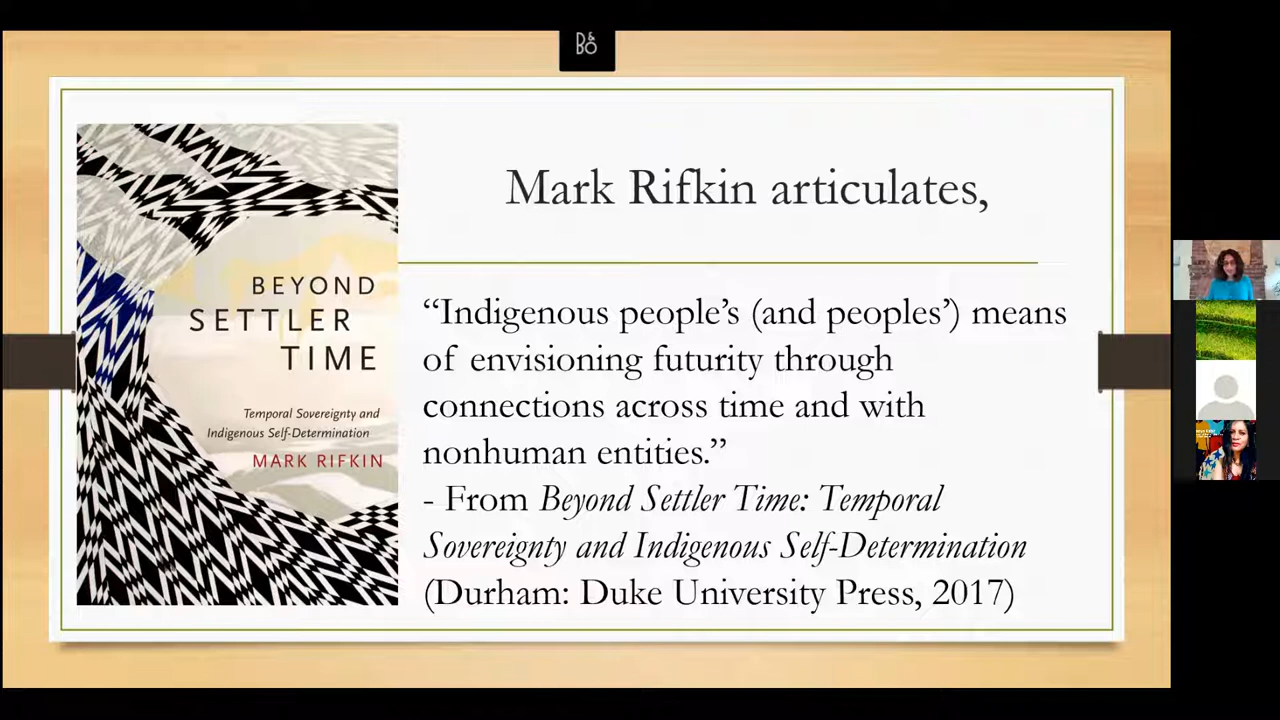 B&O
BEYOND
SETTLER
TIME
Temporal Sovereignty and
Indigenous Self-Determination
MARK RIFKIN
Mark Rifkin articulates,
“Indigenous people’s (and peoples’) means
of envisioning futurity through
connections across time and with
nonhuman entities.”
- From Beyond Settler Time: Temporal
Sovereignty and Indigenous Self-Determination
(Durham: Duke University Press, 2017)